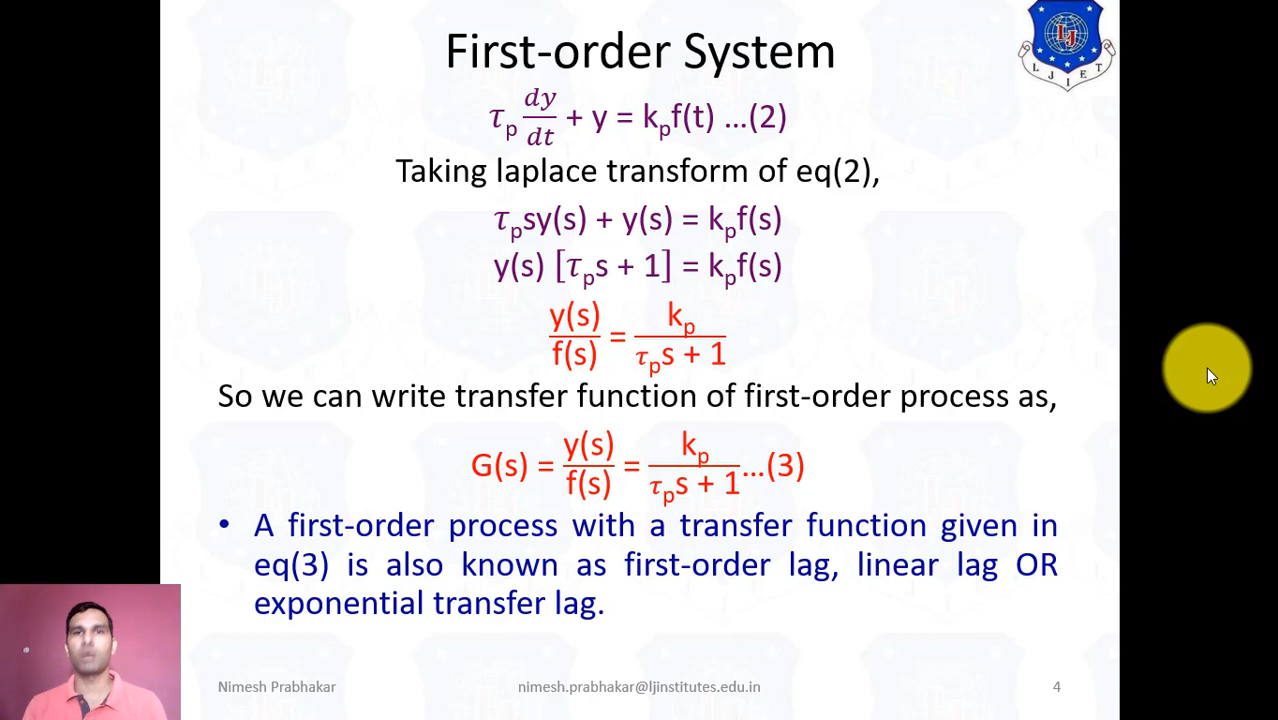 First-order System
LJIET
τp dy/dt + y = kpf(t) ...(2)
Taking laplace transform of eq(2),
τpsy(s) + y(s) = kpf(s)
y(s) [τps + 1] = kpf(s)
y(s)/f(s) = kp/τps + 1
So we can write transfer function of first-order process as,
G(s) = y(s)/f(s) = kp/τps + 1 ...(3)
• A first-order process with a transfer function given in
eq(3) is also known as first-order lag, linear lag OR
exponential transfer lag.
Nimesh Prabhakar
nimesh.prabhakar@ljinstitutes.edu.in
4